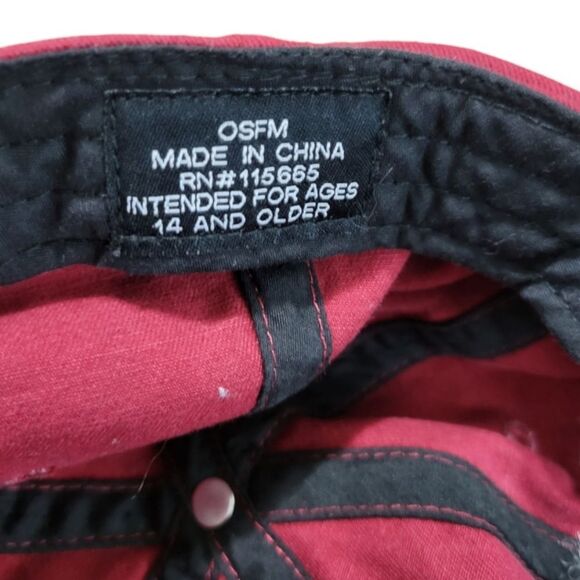 OSFM
MADE IN CHINA
RN#115665
INTENDED FOR AGES
14 AND OLDER